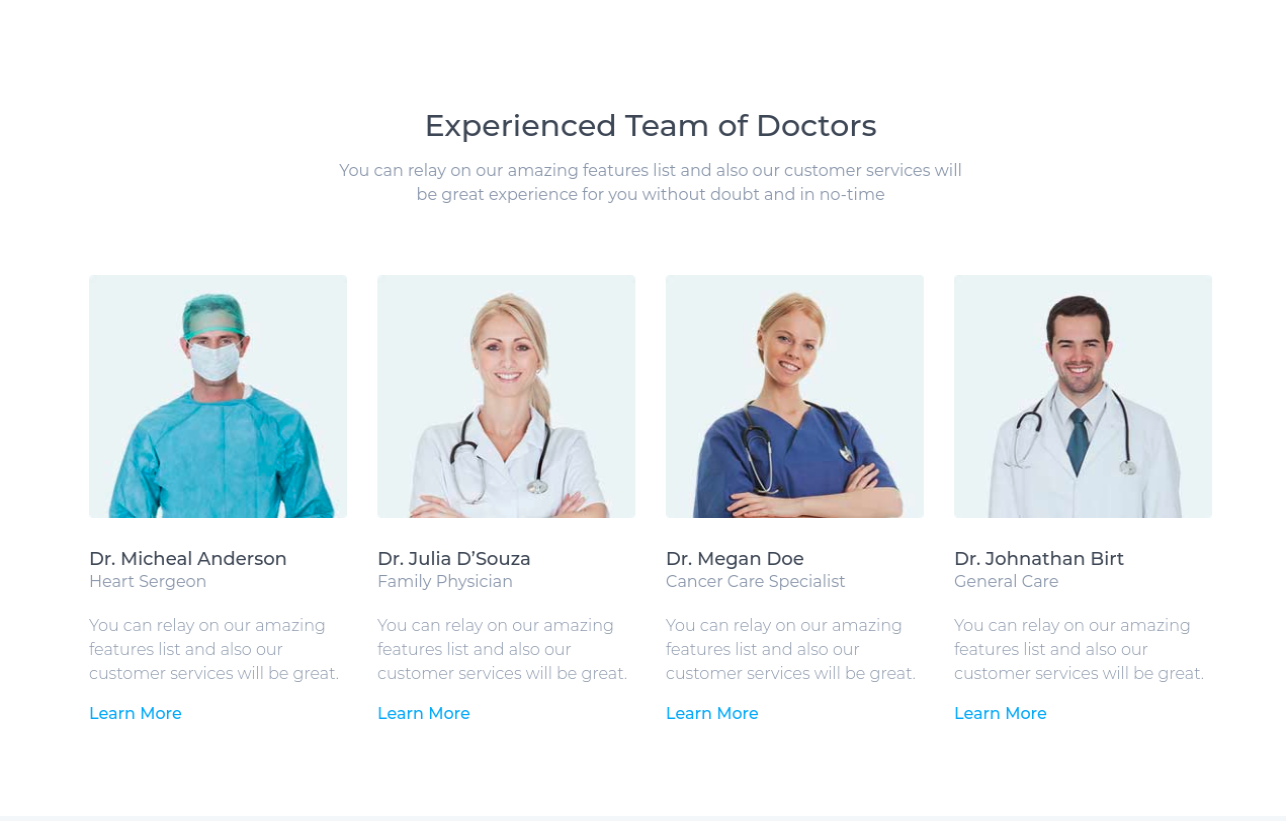 Experienced Team of Doctors
You can relay on our amazing features list and also our customer services will
be great experience for you without doubt and in no-time
Dr. Micheal Anderson
Heart Sergeon
You can relay on our amazing
features list and also our
customer services will be great.
Learn More
Dr. Julia D’Souza
Family Physician
You can relay on our amazing
features list and also our
customer services will be great.
Learn More
Dr. Megan Doe
Cancer Care Specialist
You can relay on our amazing
features list and also our
customer services will be great.
Learn More
Dr. Johnathan Birt
General Care
You can relay on our amazing
features list and also our
customer services will be great.
Learn More